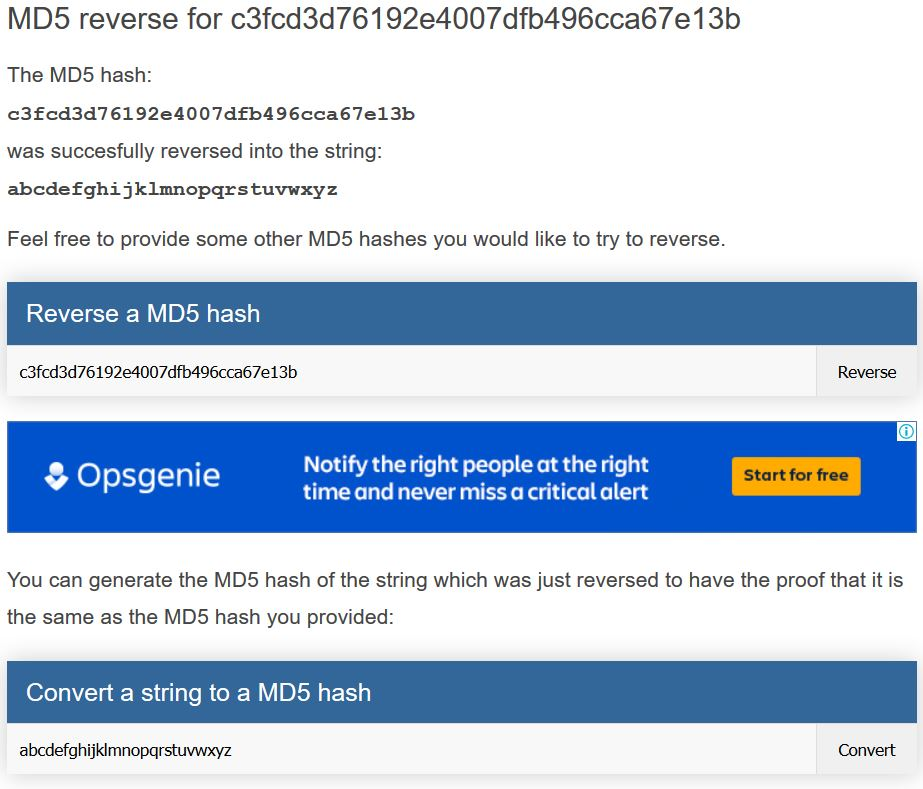 MD5 reverse for c3fcd3d76192e4007dfb496cca67e13b
The MD5 hash:
c3fcd3d76192e4007dfb496cca67e13b
was succesfully reversed into the string:
abcdefghijklmnopqrstuvwxyz
Feel free to provide some other MD5 hashes you would like to try to reverse.
Reverse a MD5 hash
c3fcd3d76192e4007dfb496cca67e13b Reverse
Opsgenie
Notify the right people at the right
time and never miss a critical alert
Start for free
You can generate the MD5 hash of the string which was just reversed to have the proof that it is
the same as the MD5 hash you provided:
Convert a string to a MD5 hash
abcdefghijklmnopqrstuvwxyz Convert